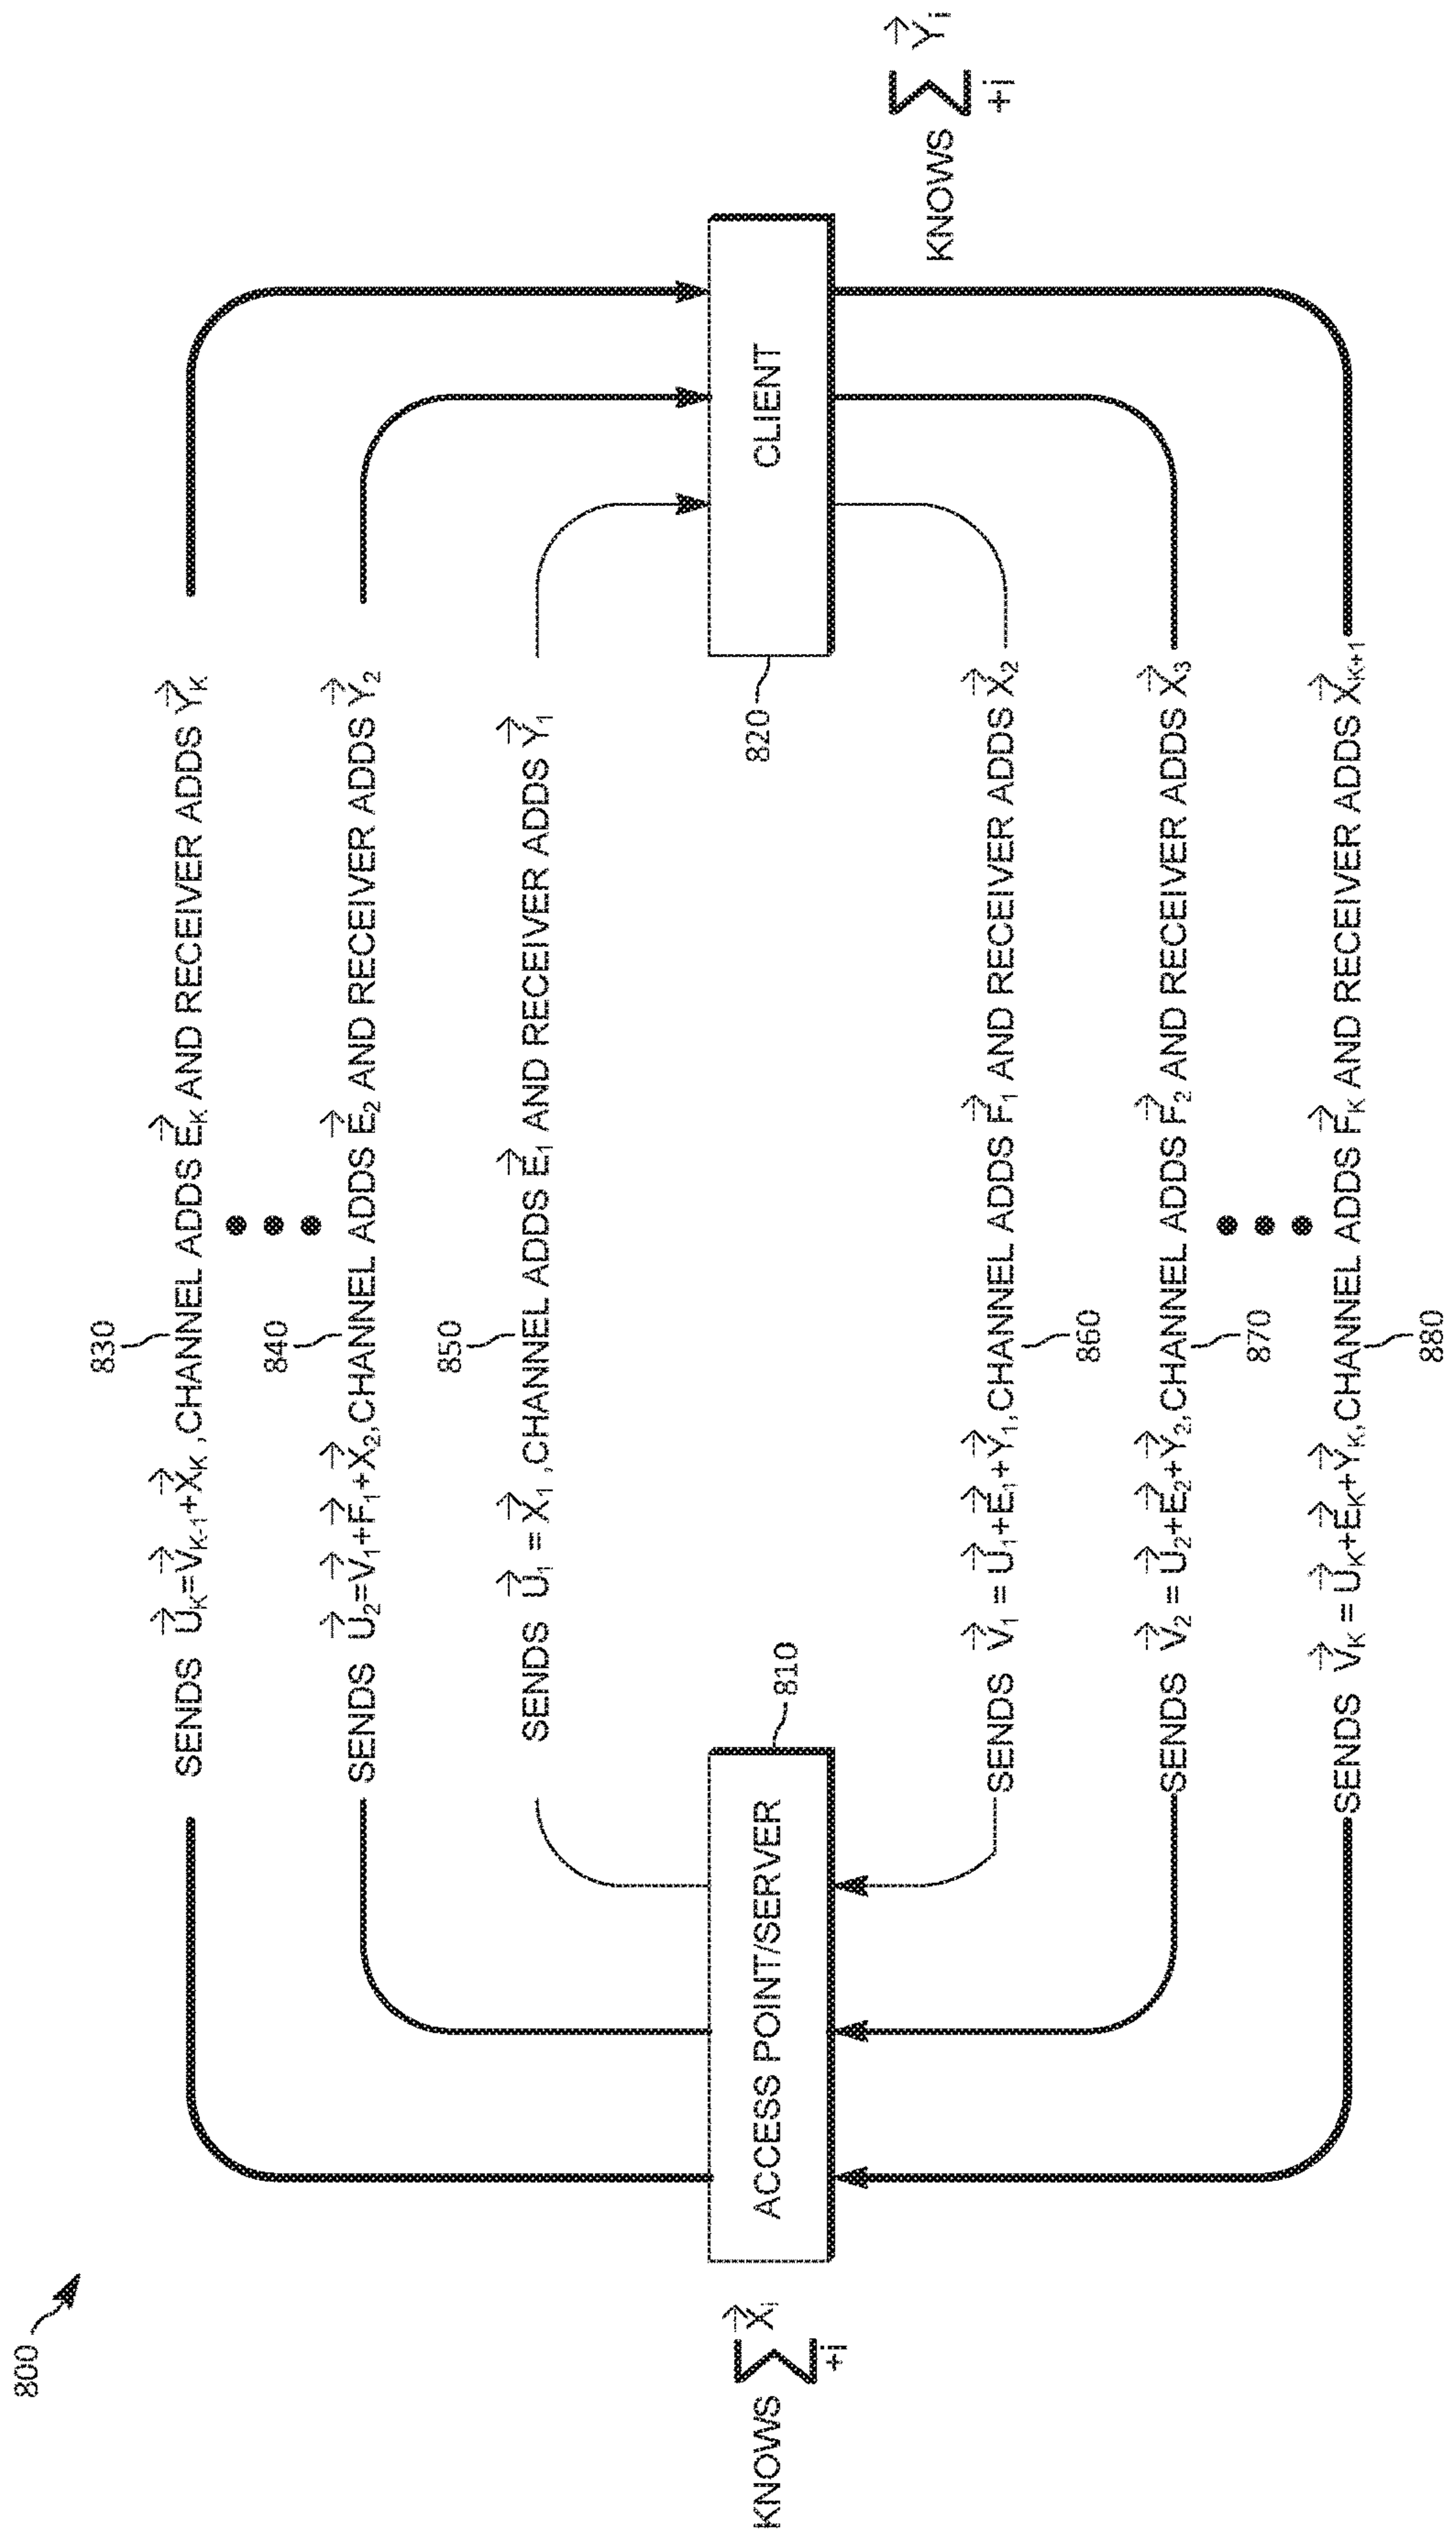 800
830
SENDS U⃗K=V⃗K-1+X⃗K ,CHANNEL ADDS E⃗K AND RECEIVER ADDS Y⃗K
840
SENDS U⃗2=V⃗1+F⃗1+X⃗2,CHANNEL ADDS E⃗2 AND RECEIVER ADDS Y⃗2
850
SENDS U⃗1 = X⃗1 ,CHANNEL ADDS E⃗1 AND RECEIVER ADDS Y⃗1
KNOWS ∑+i X⃗i
ACCESS POINT/SERVER
810
820
CLIENT
KNOWS ∑+i Y⃗i
SENDS V⃗1 = U⃗1+E⃗1+Y⃗1,CHANNEL ADDS F⃗1 AND RECEIVER ADDS X⃗2
860
SENDS V⃗2 = U⃗2+E⃗2+Y⃗2,CHANNEL ADDS F⃗2 AND RECEIVER ADDS X⃗3
870
SENDS V⃗K = U⃗K+E⃗K+Y⃗K,CHANNEL ADDS F⃗K AND RECEIVER ADDS X⃗K+1
880